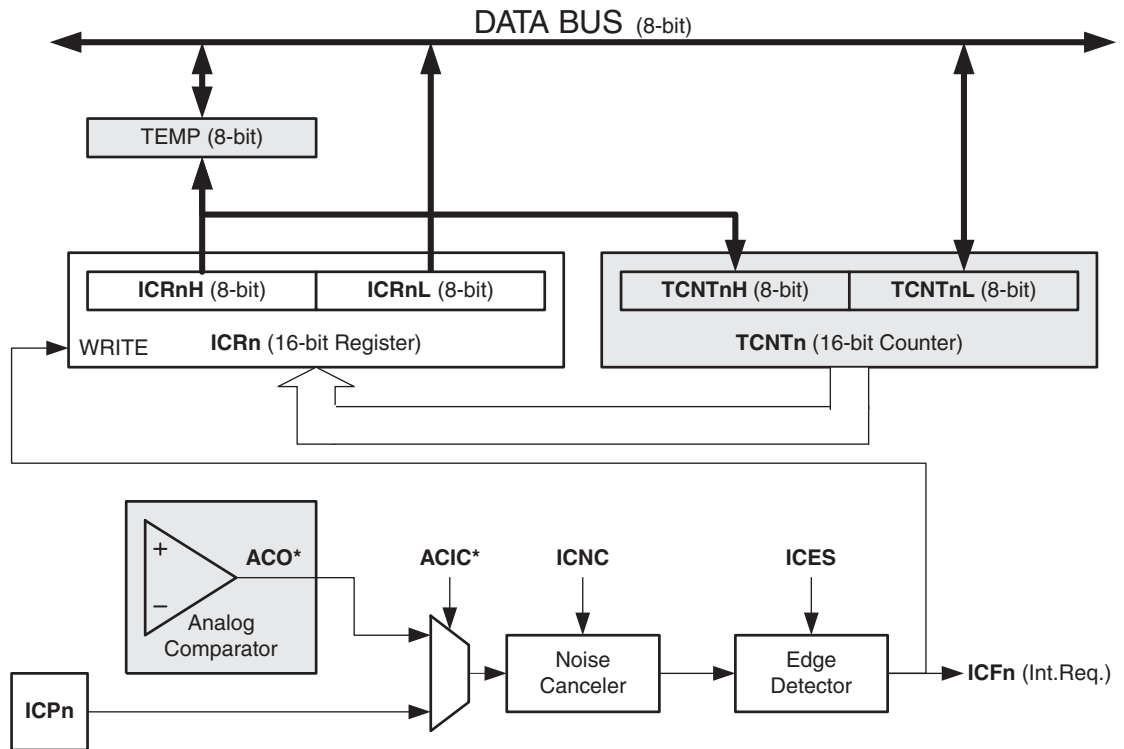 DATA BUS (8-bit)
TEMP (8-bit)
ICRnH (8-bit) ICRnL (8-bit) TCNTnH (8-bit) TCNTnL (8-bit)
WRITE ICRn (16-bit Register) TCNTn (16-bit Counter)
+
ACO* ACIC* ICNC ICES
−
Analog
Comparator
Noise
Canceler
Edge
Detector
ICFn (Int.Req.)
ICPn